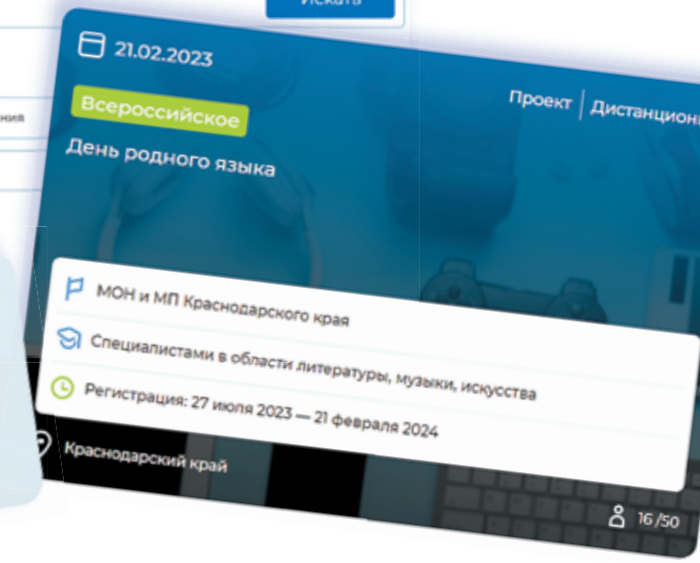 Искать
ния
21.02.2023
Проект
Всероссийское
День родного языка
МОН и МП Краснодарского края
Специалистами в области литературы, музыки, искусства
Регистрация: 27 июля 2023 — 21 февраля 2024
Краснодарский край
16/50